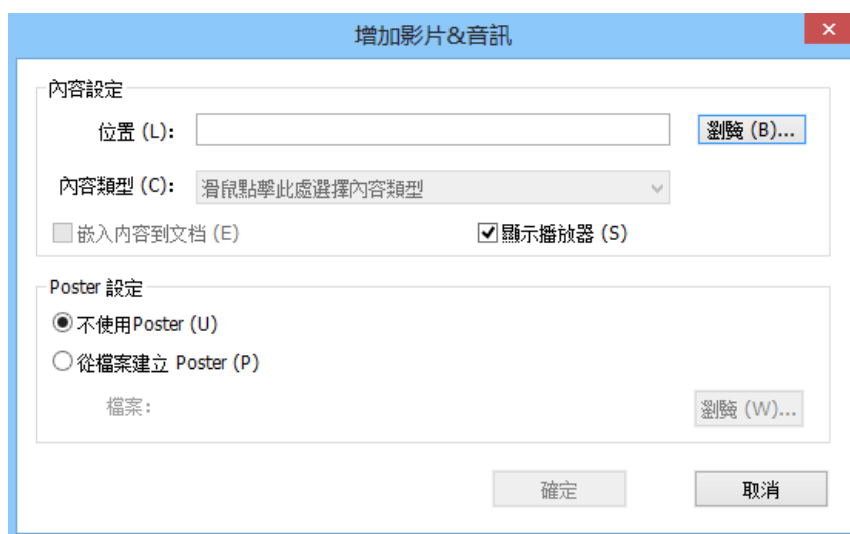 增加影片&音訊
內容設定
位置 (L): 瀏覽 (B)...
內容類型 (C): 滑鼠點擊此處選擇內容類型
嵌入内容到文档 (E) 顯示播放器 (S)
Poster 設定
不使用Poster (U)
從檔案建立 Poster (P)
檔案: 瀏覽 (W)...
確定 取消